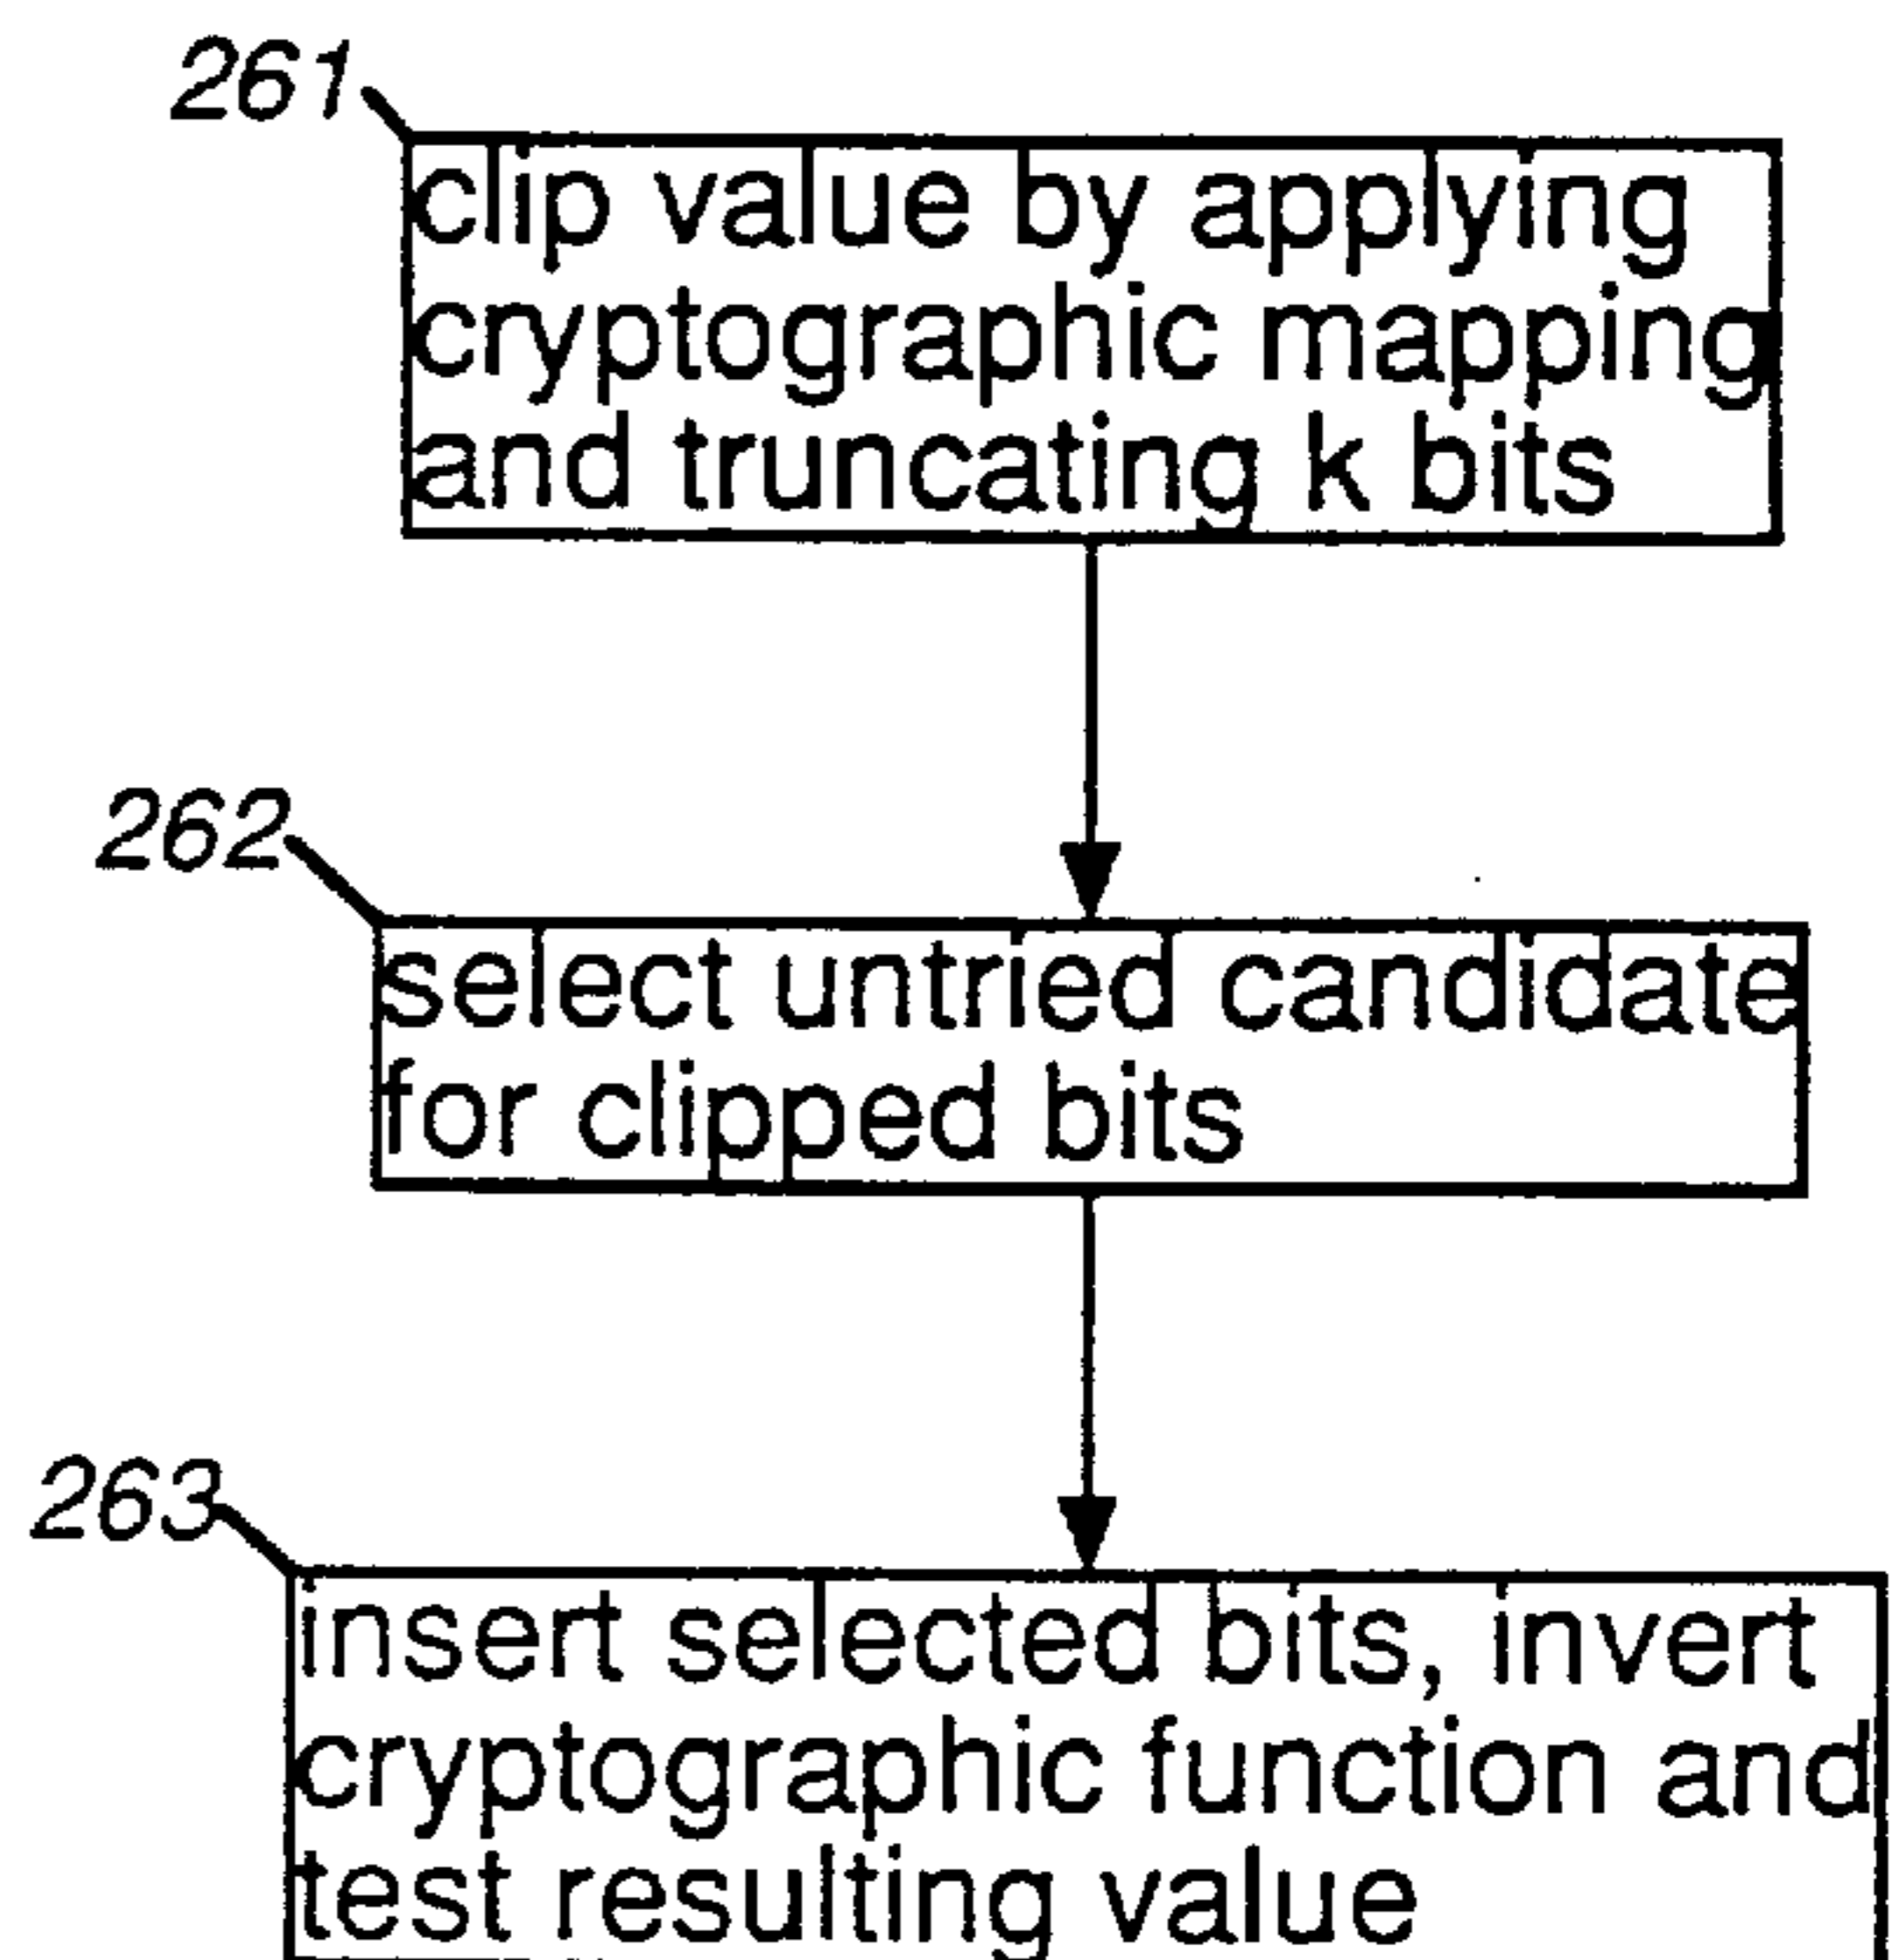 261
clip value by applying
cryptographic mapping
and truncating k bits
262
select untried candidate
for clipped bits
263
insert selected bits, invert
cryptographic function and
test resulting value